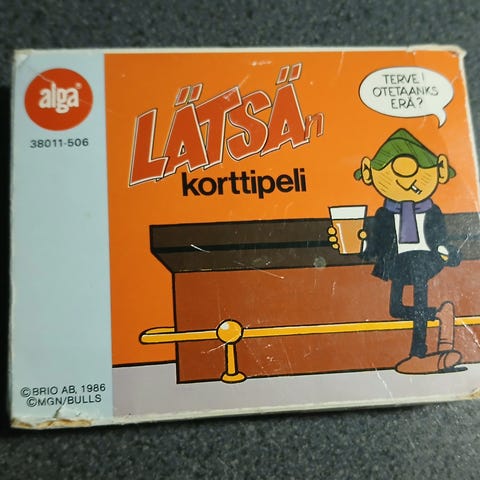 alga®
38011-506
LÄTSÄn
korttipeli
TERVE!
OTETAANKS
ERÄ?
©BRIO AB, 1986
©MGN/BULLS